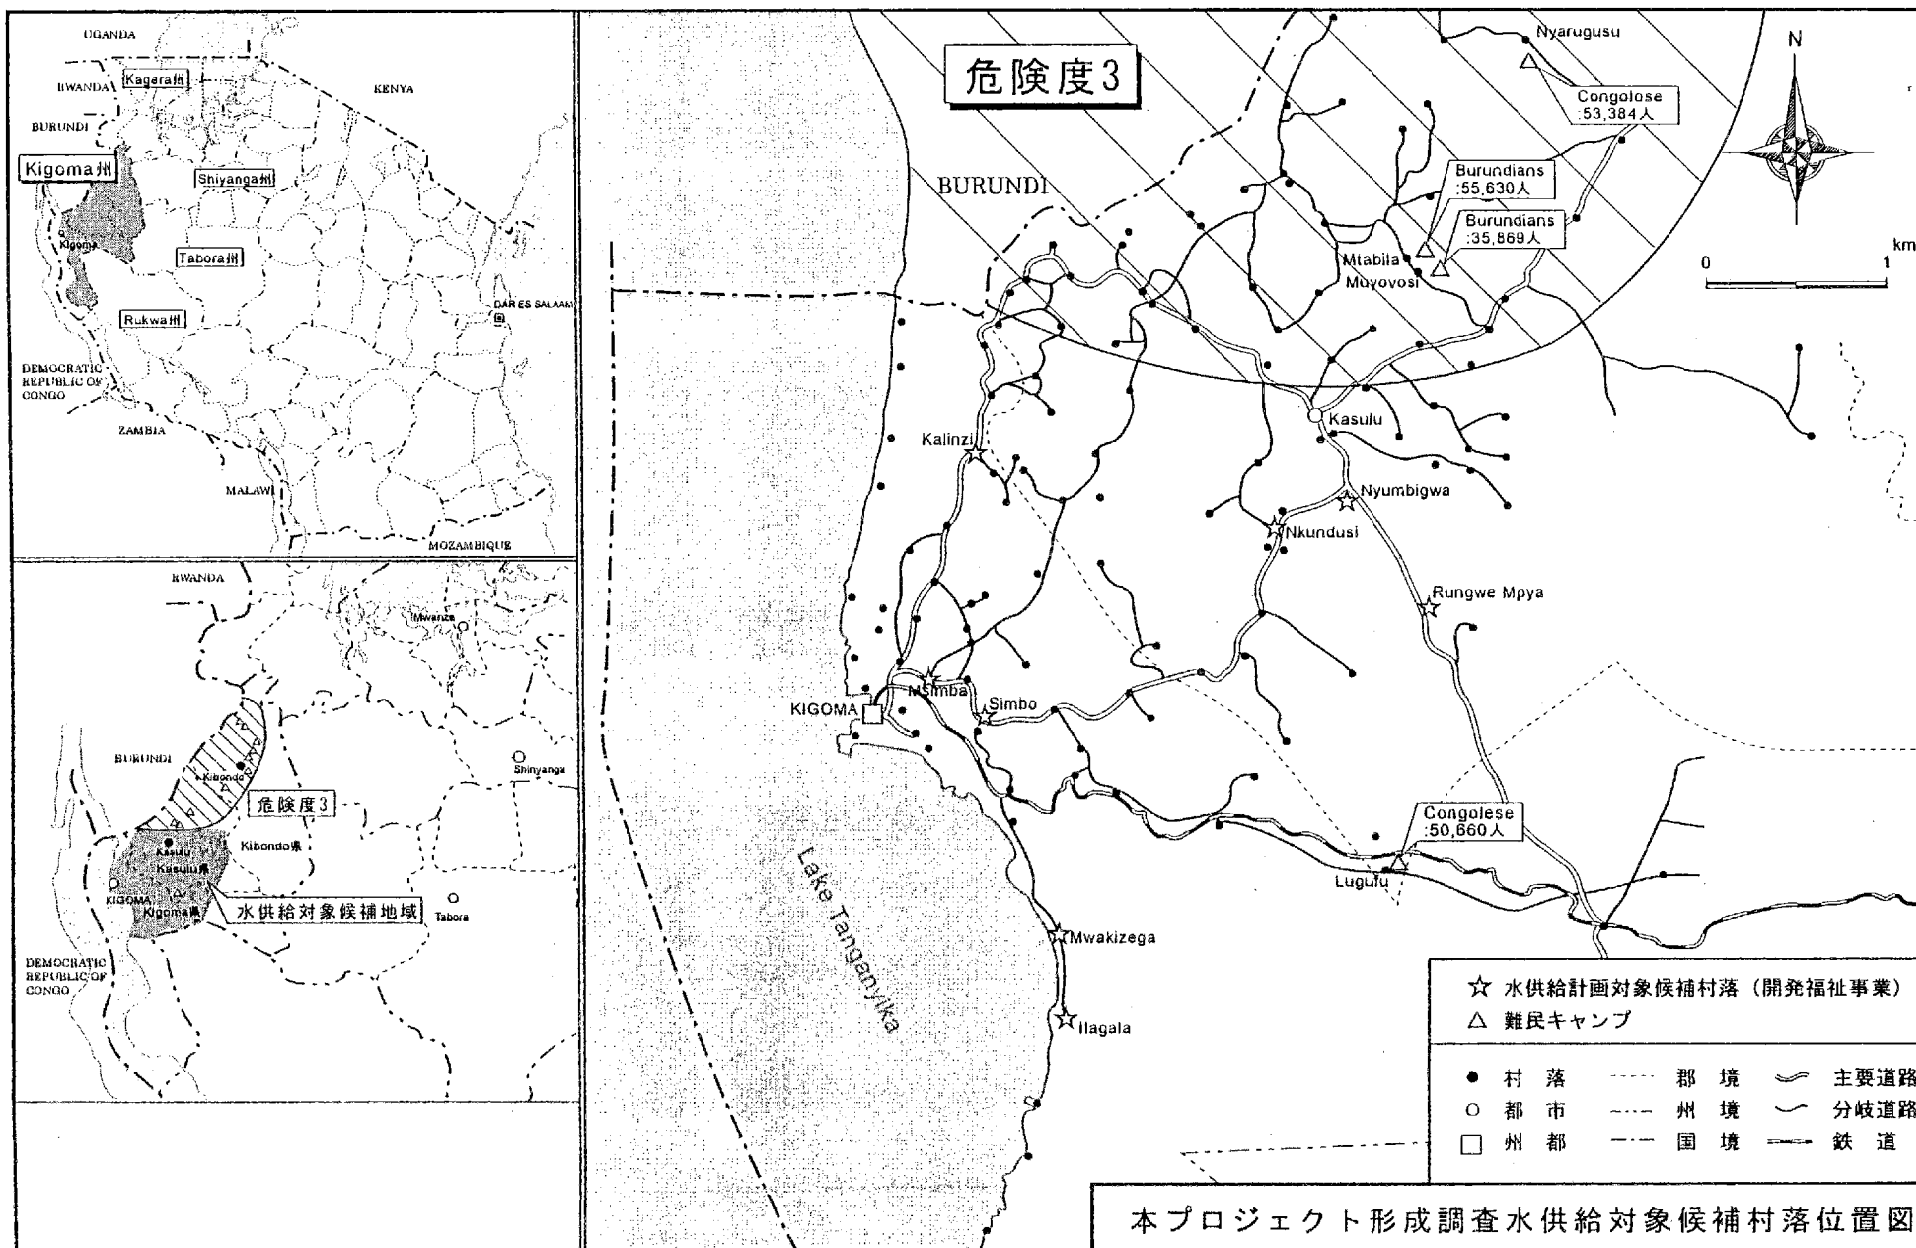 UGANDA
Kagera州
RWANDA
KENYA
BURUNDI
Kigoma州
Shiyanga州
Kigoma
Tabora州
DAR ES SALAAM
Rukwa州
DEMOCRATIC
REPUBLIC OF
CONGO
ZAMBIA
MALAWI
MOZAMBIQUE
RWANDA
Mwanza
BURUNDI
Shinyanga
Kibondo
危険度3
Kibondo県
Kasulu
Kasulu県
KIGOMA
Kigoma県
水供給対象候補地域
Tabora
DEMOCRATIC
REPUBLIC OF
CONGO
危険度3
Nyarugusu
N
Congolose
:53,384人
BURUNDI
Burundians
:55,630人
Burundians
:35,869人
Mtabila
Moyovosi
km
0 1
Kasulu
Kalinzi
Nyumbigwa
Nkundusi
Rungwe Mpya
Msimba
KIGOMA
Simbo
Congolese
:50,660人
Lugufu
Lake Tanganyika
Mwakizega
Ilagala
☆ 水供給計画対象候補村落（開発福祉事業）
△ 難民キャンプ
● 村落 郡境 主要道路
○ 都市 州境 分岐道路
□ 州都 国境 鉄道
本プロジェクト形成調査水供給対象候補村落位置図